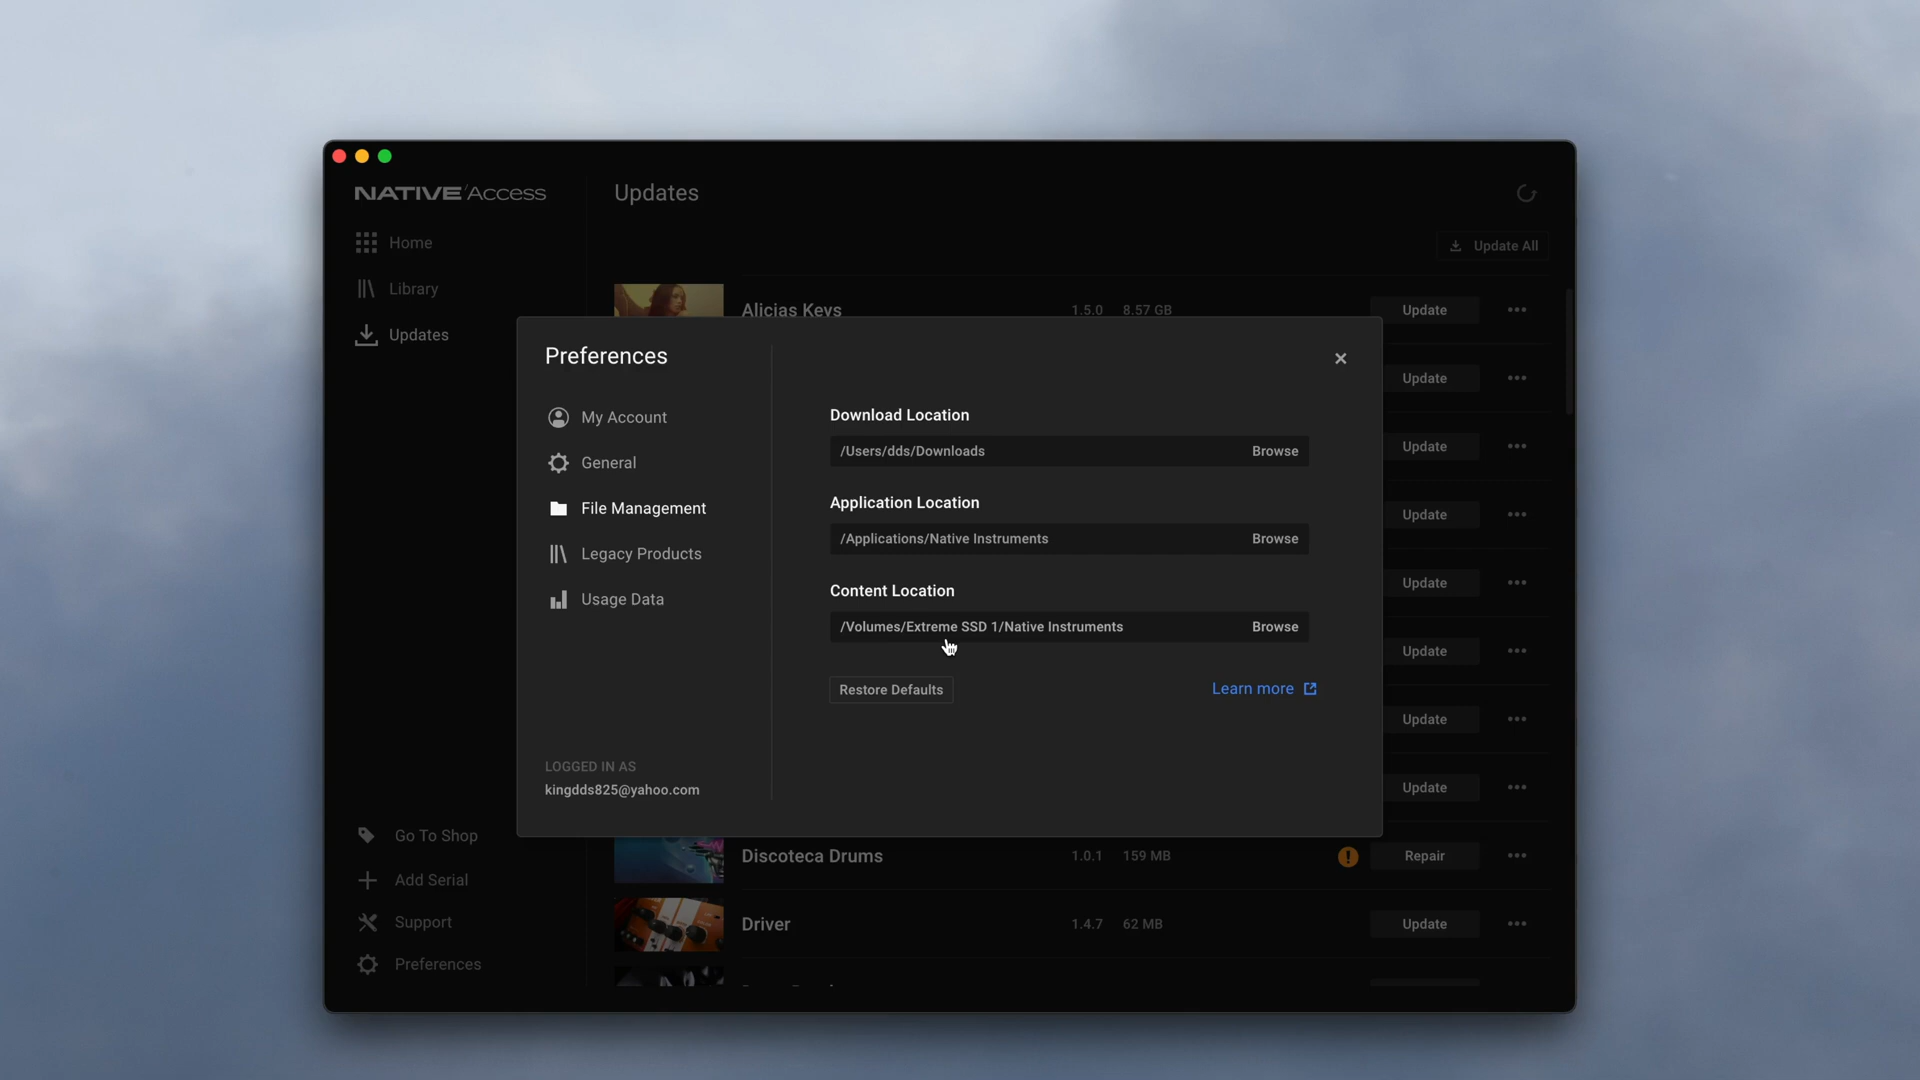 NATIVE Access
Home
Library
Updates
Go To Shop
Add Serial
Support
Preferences
Updates
Update All
Alicias Keys 1.5.0 8.57 GB Update
Update
Update
Update
Update
Update
Update
Update
Discoteca Drums 1.0.1 159 MB Repair
Driver 1.4.7 62 MB Update
Preferences
My Account
General
File Management
Legacy Products
Usage Data
LOGGED IN AS
kingdds825@yahoo.com
Download Location
/Users/dds/Downloads Browse
Application Location
/Applications/Native Instruments Browse
Content Location
/Volumes/Extreme SSD 1/Native Instruments Browse
Restore Defaults Learn more